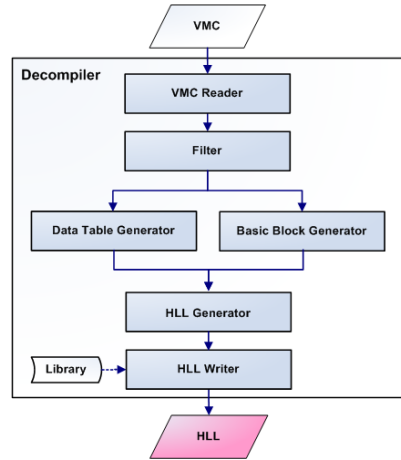 VMC
Decompiler
VMC Reader
Filter
Data Table Generator
Basic Block Generator
HLL Generator
Library
HLL Writer
HLL